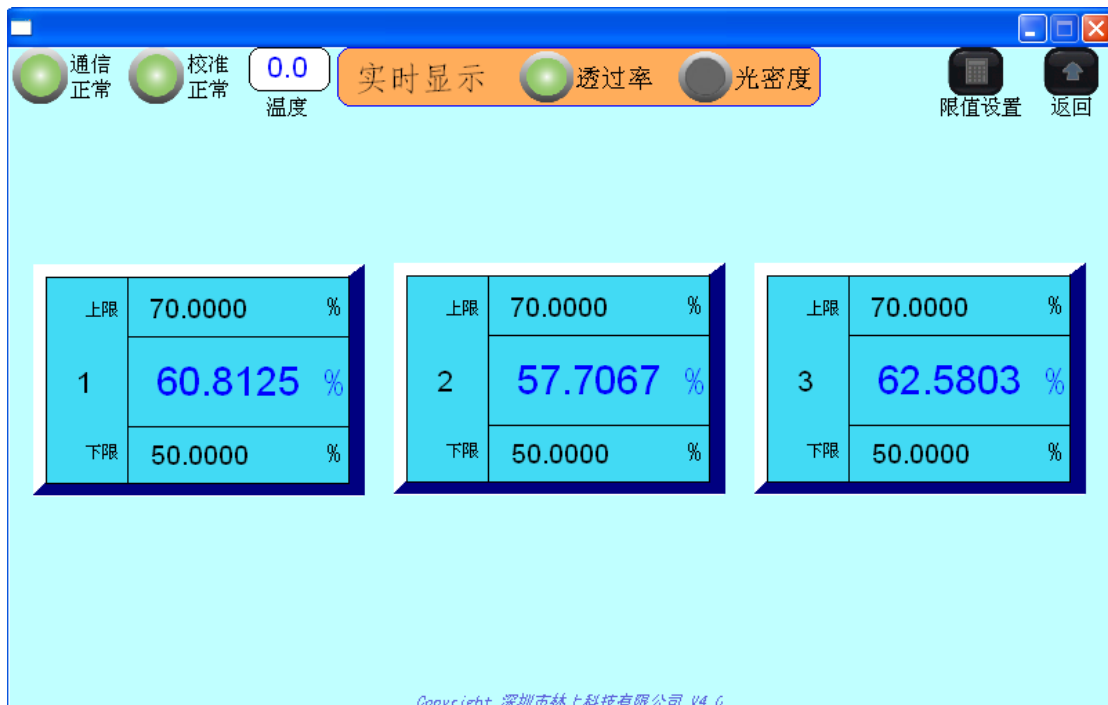 通信
正常
校准
正常
0.0
温度
实时显示
透过率
光密度
限值设置
返回
上限 70.0000 %
1 60.8125 %
下限 50.0000 %
上限 70.0000 %
2 57.7067 %
下限 50.0000 %
上限 70.0000 %
3 62.5803 %
下限 50.0000 %
Copyright 深圳市林上科技有限公司